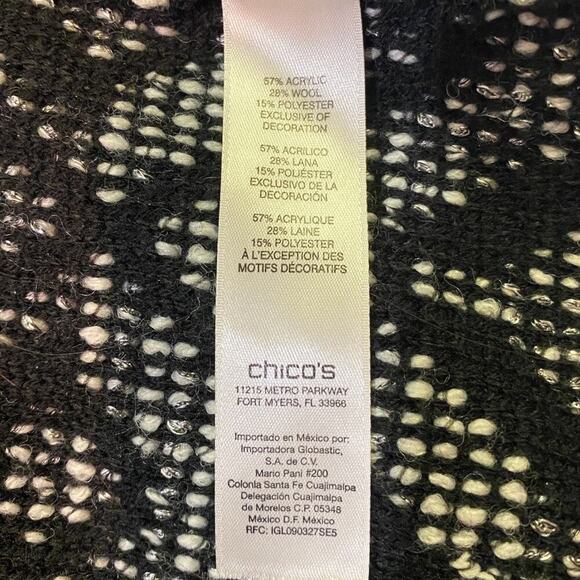 57% ACRYLIC
28% WOOL
15% POLYESTER
EXCLUSIVE OF
DECORATION
57% ACRILICO
28% LANA
15% POLIÉSTER
EXCLUSIVO DE LA
DECORACIÓN
57% ACRYLIQUE
28% LAINE
15% POLYESTER
À L'EXCEPTION DES
MOTIFS DÉCORATIFS
chico's
11215 METRO PARKWAY
FORT MYERS, FL 33966
Importado en México por:
Importadora Globastic,
S.A. de C.V.
Mario Pani #200
Colonia Santa Fe Cuajimalpa
Delegación Cuajimalpa
de Morelos C.P. 05348
México D.F. México
RFC: IGL090327SE5